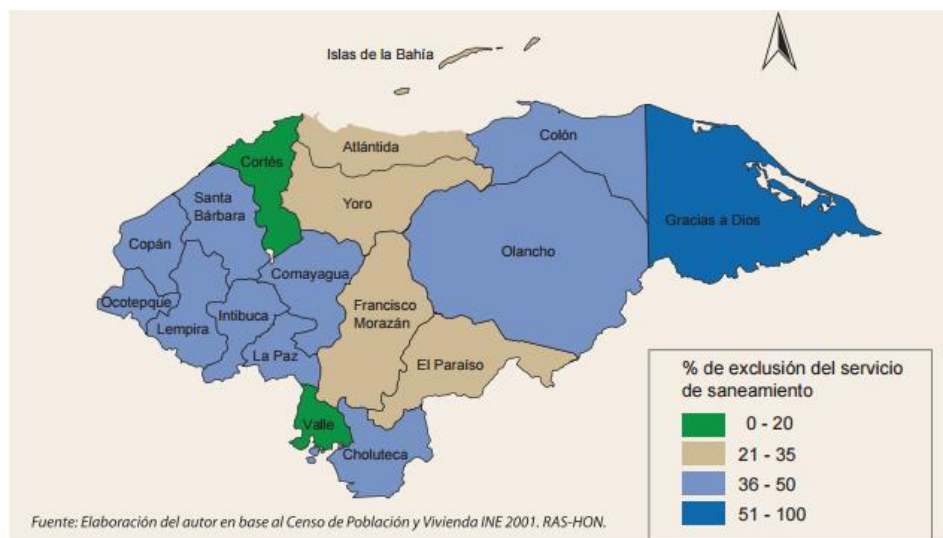 Islas de la Bahía
Atlántida
Colón
Cortés
Yoro
Santa
Bárbara
Gracias a Dios
Copán
Olancho
Comayagua
Ocotepque
Intibuca
Francisco
Morazán
Lempira
La Paz
El Paraíso
Valle
Choluteca
% de exclusión del servicio
de saneamiento
0 - 20
21 - 35
36 - 50
51 - 100
Fuente: Elaboración del autor en base al Censo de Población y Vivienda INE 2001. RAS-HON.